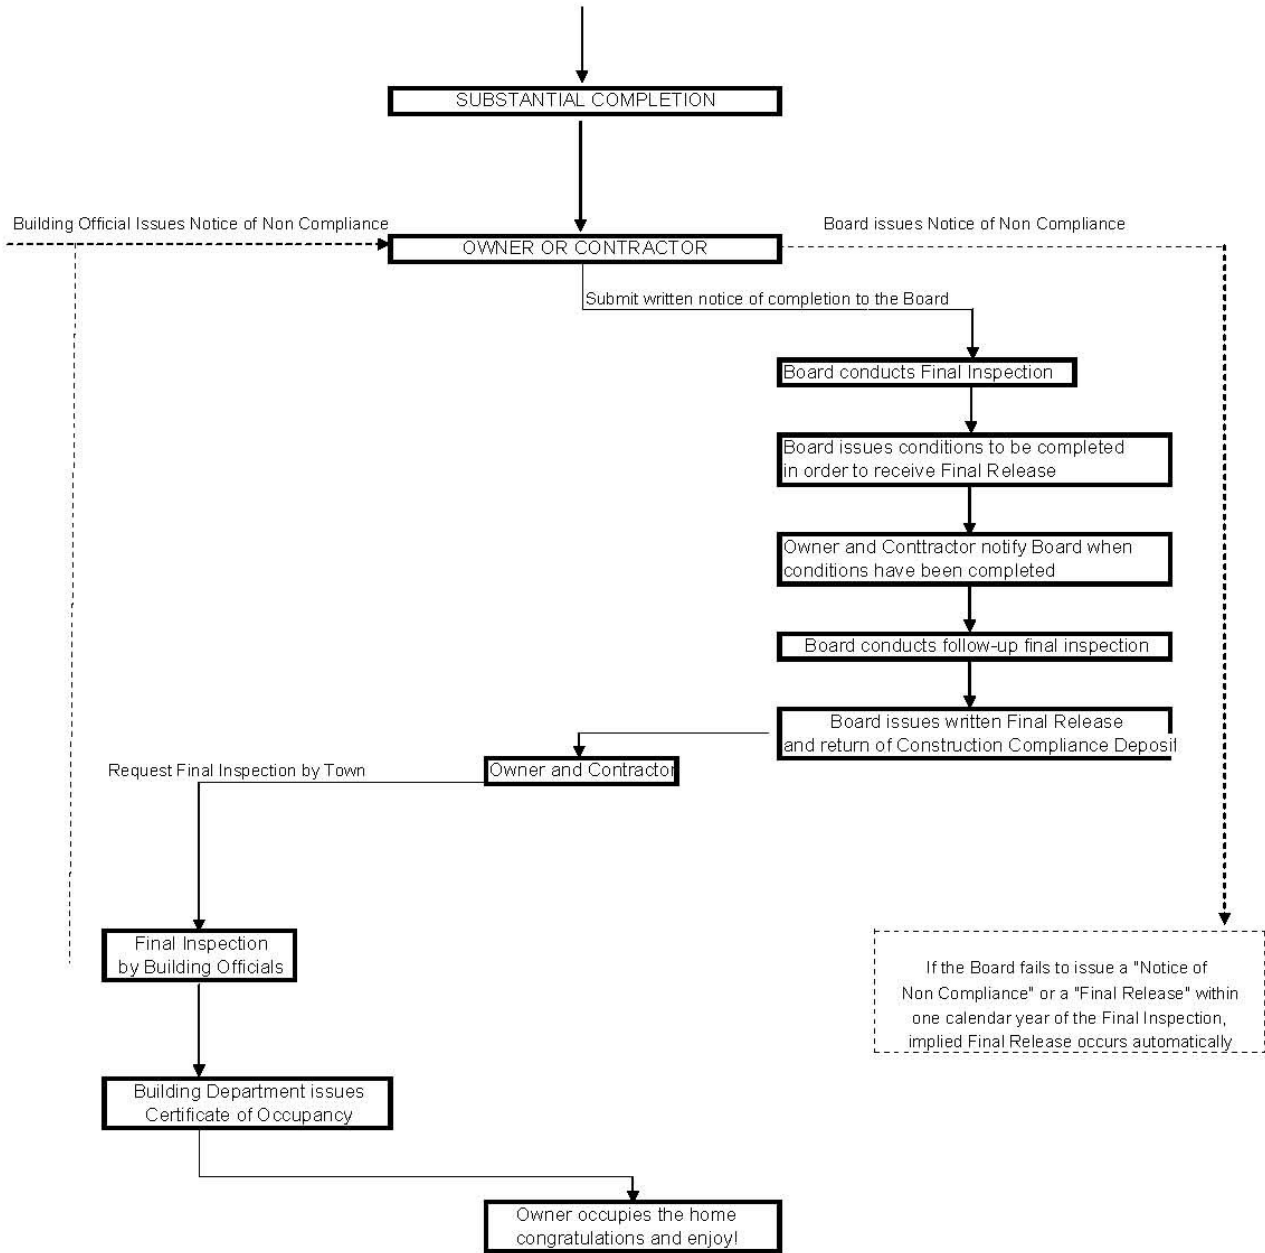 SUBSTANTIAL COMPLETION
Building Official Issues Notice of Non Compliance
Board issues Notice of Non Compliance
OWNER OR CONTRACTOR
Submit written notice of completion to the Board
Board conducts Final Inspection
Board issues conditions to be completed
in order to receive Final Release
Owner and Conttractor notify Board when
conditions have been completed
Board conducts follow-up final inspection
Board issues written Final Release
and return of Construction Compliance Deposit
Owner and Contractor
Request Final Inspection by Town
Final Inspection
by Building Officials
If the Board fails to issue a "Notice of
Non Compliance" or a "Final Release" within
one calendar year of the Final Inspection,
implied Final Release occurs automatically
Building Department issues
Certificate of Occupancy
Owner occupies the home
congratulations and enjoy!